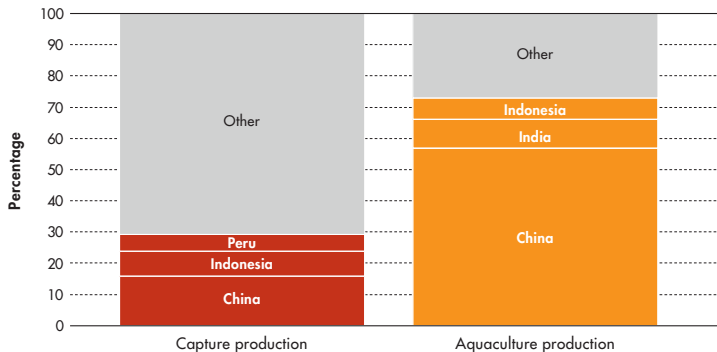 Percentage
100
90
80
70
60
50
40
30
20
10
0
Other
Peru
Indonesia
China
Other
Indonesia
India
China
Capture production
Aquaculture production